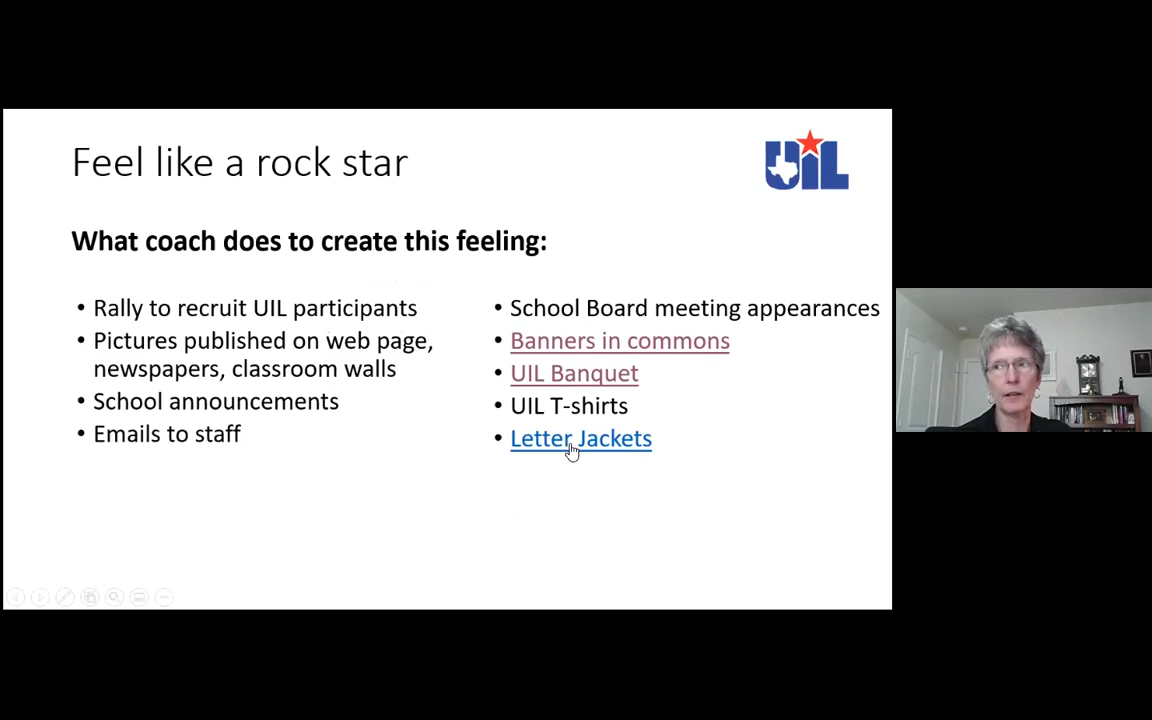 Feel like a rock star
UIL
What coach does to create this feeling:
• Rally to recruit UIL participants
• Pictures published on web page,
newspapers, classroom walls
• School announcements
• Emails to staff
• School Board meeting appearances
• Banners in commons
• UIL Banquet
• UIL T-shirts
• Letter Jackets